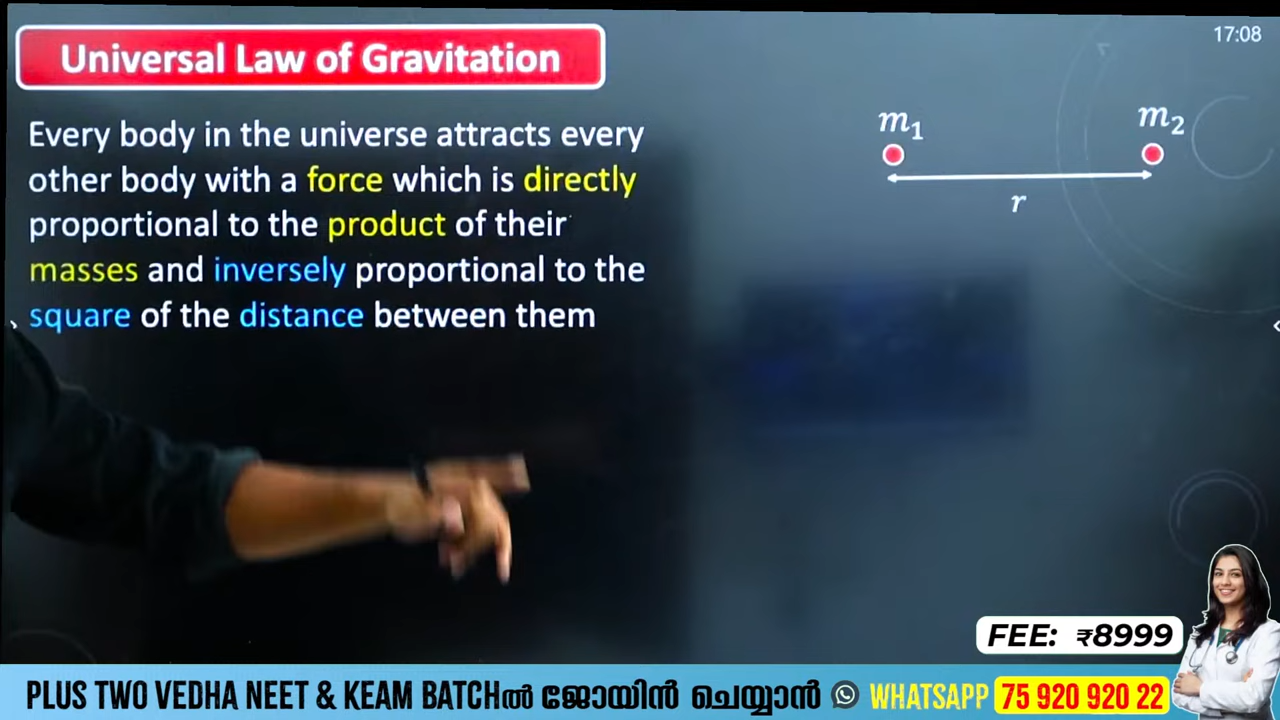 17:08
Universal Law of Gravitation
Every body in the universe attracts every
other body with a force which is directly
proportional to the product of their
masses and inversely proportional to the
square of the distance between them
m₁
m₂
r
FEE: ₹8999
PLUS TWO VEDHA NEET & KEAM BATCHൽ ജോയിൻ ചെയ്യാൻ WHATSAPP 75 920 920 22